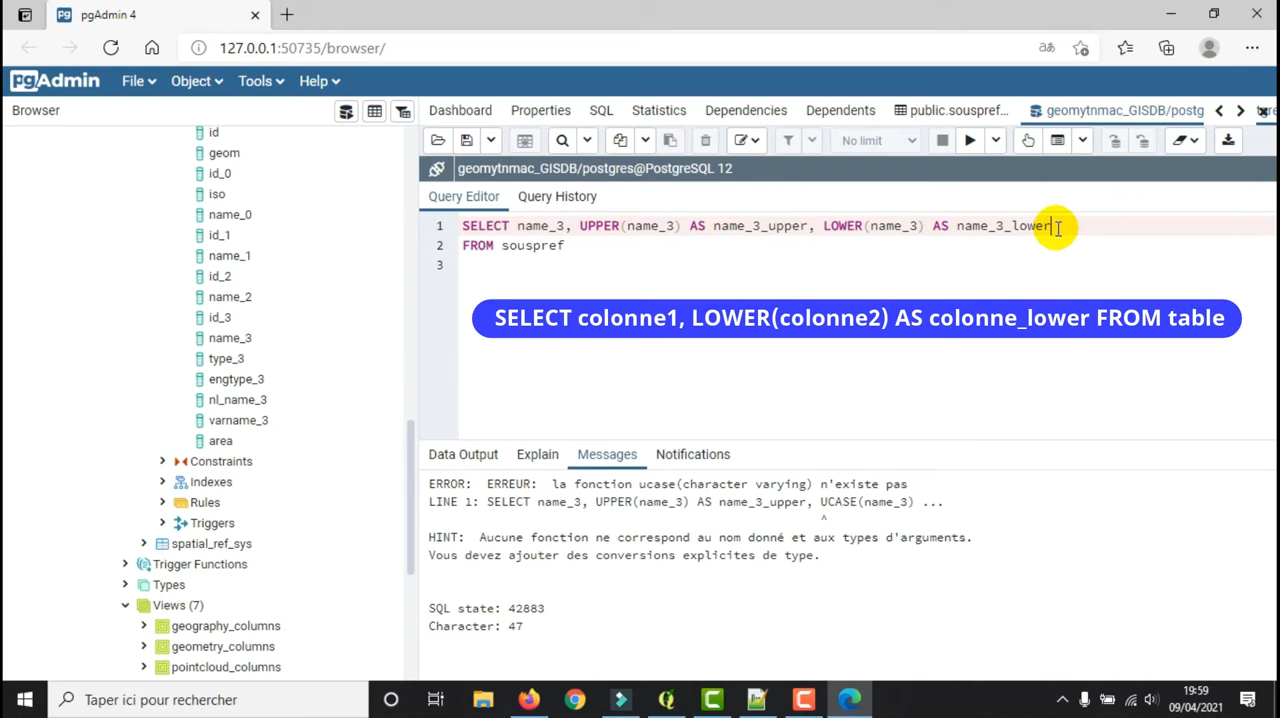 pgAdmin 4
127.0.0.1:50735/browser/
pgAdmin File Object Tools Help
Browser
Dashboard Properties SQL Statistics Dependencies Dependents public.souspref... geomytnmac_GISDB/postg
No limit
geomytnmac_GISDB/postgres@PostgreSQL 12
Query Editor Query History
1 SELECT name_3, UPPER(name_3) AS name_3_upper, LOWER(name_3) AS name_3_lower
2 FROM souspref
3
SELECT colonne1, LOWER(colonne2) AS colonne_lower FROM table
id
geom
id_0
iso
name_0
id_1
name_1
id_2
name_2
id_3
name_3
type_3
engtype_3
nl_name_3
varname_3
area
Constraints
Indexes
Rules
Triggers
spatial_ref_sys
Trigger Functions
Types
Views (7)
geography_columns
geometry_columns
pointcloud_columns
Data Output Explain Messages Notifications
ERROR: ERREUR: la fonction ucase(character varying) n'existe pas
LINE 1: SELECT name_3, UPPER(name_3) AS name_3_upper, UCASE(name_3) ...
^
HINT: Aucune fonction ne correspond au nom donné et aux types d'arguments.
Vous devez ajouter des conversions explicites de type.
SQL state: 42883
Character: 47
Taper ici pour rechercher
19:59
09/04/2021